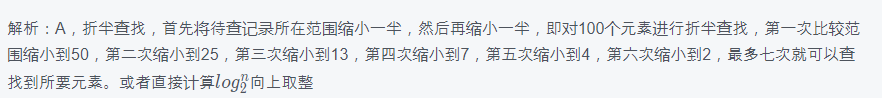 解析：A，折半查找，首先将待查记录所在范围缩小一半，然后再缩小一半，即对100个元素进行折半查找，第一次比较范
围缩小到50，第二次缩小到25，第三次缩小到13，第四次缩小到7，第五次缩小到4，第六次缩小到2，最多七次就可以查
找到所要元素。或者直接计算$log_2^n$向上取整